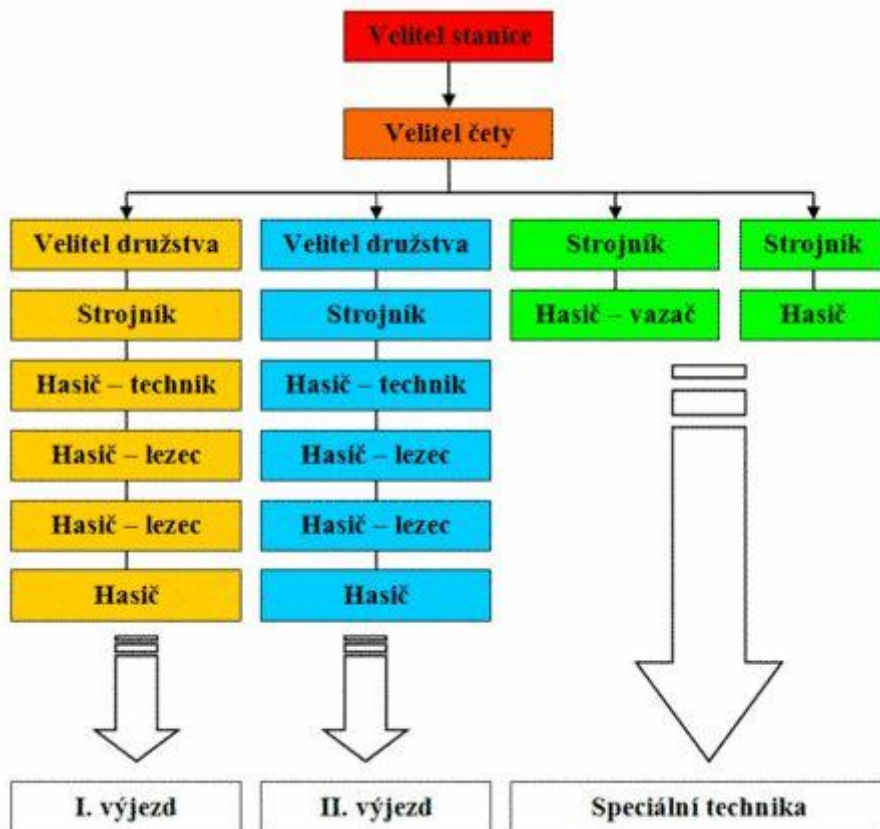 Velitel stanice
Velitel čety
Velitel družstva
Strojník
Hasič – technik
Hasič – lezec
Hasič – lezec
Hasič
I. výjezd
Velitel družstva
Strojník
Hasič – technik
Hasič – lezec
Hasič – lezec
Hasič
II. výjezd
Strojník
Hasič – vazač
Strojník
Hasič
Speciální technika